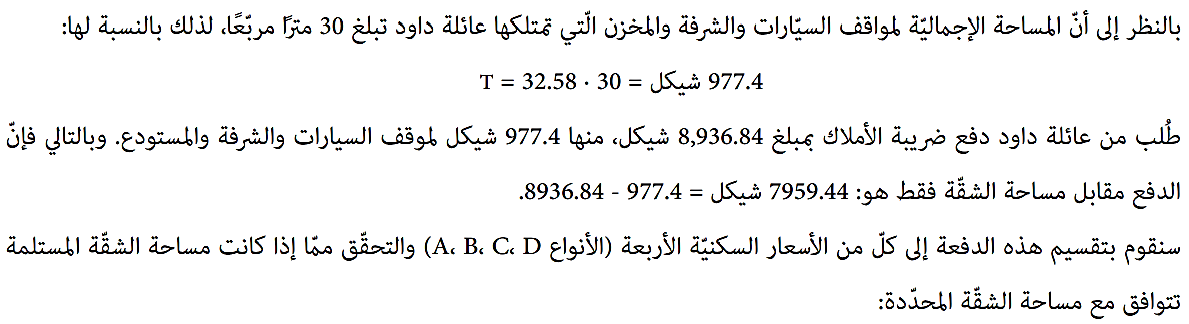 بالنظر إلى أنّ المساحة الإجماليّة لمواقف السيّارات والشرفة والمخزن الّتي تمتلكها عائلة داود تبلغ 30 مترًا مربّعًا، لذلك بالنسبة لها:
T = 32.58 · 30 = شيكل 977.4
طُلب من عائلة داود دفع ضريبة الأملاك بمبلغ 8,936.84 شيكل، منها 977.4 شيكل لموقف السيارات والشرفة والمستودع. وبالتالي فإنّ
الدفع مقابل مساحة الشقّة فقط هو: 7959.44 شيكل = 977.4 - 8936.84.
سنقوم بتقسيم هذه الدفعة إلى كلّ من الأسعار السكنيّة الأربعة (الأنواع A، B، C، D) والتحقّق ممّا إذا كانت مساحة الشقّة المستلمة
تتوافق مع مساحة الشقّة المحدّدة: